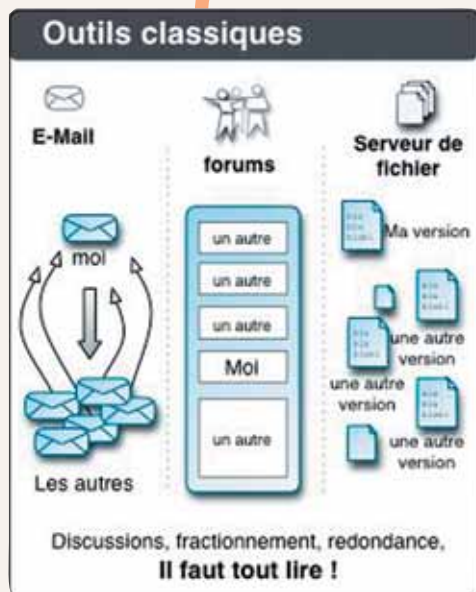 Outils classiques
E-Mail
moi
Les autres
forums
un autre
un autre
un autre
Moi
un autre
Serveur de
fichier
Ma version
une autre
version
une autre
version
une autre
version
Discussions, fractionnement, redondance,
Il faut tout lire !